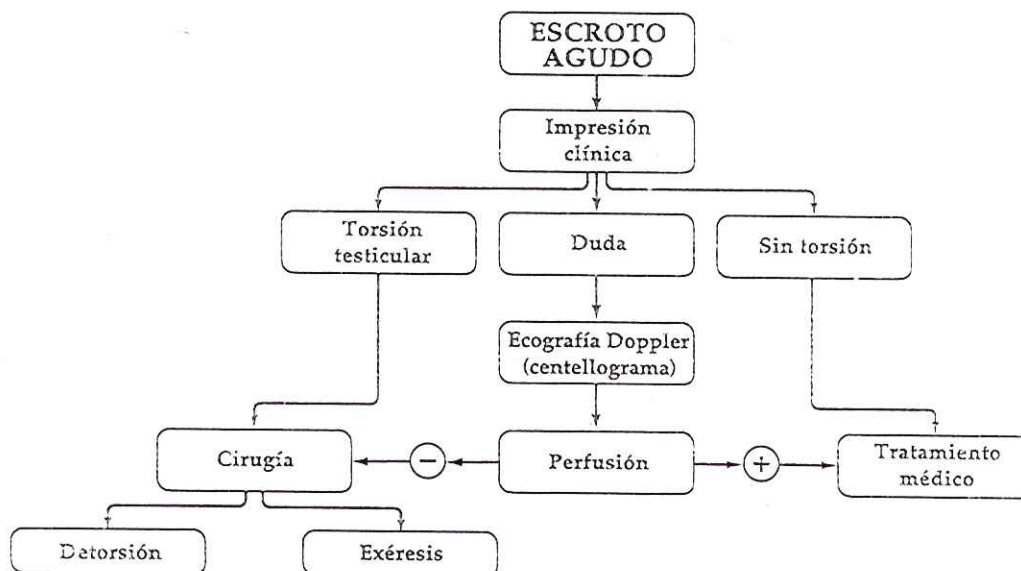 ESCROTO
AGUDO
Impresión
clínica
Torsión
testicular
Duda
Sin torsión
Ecografía Doppler
(centellograma)
Cirugía
−
Perfusión
+
Tratamiento
médico
Detorsión
Exéresis